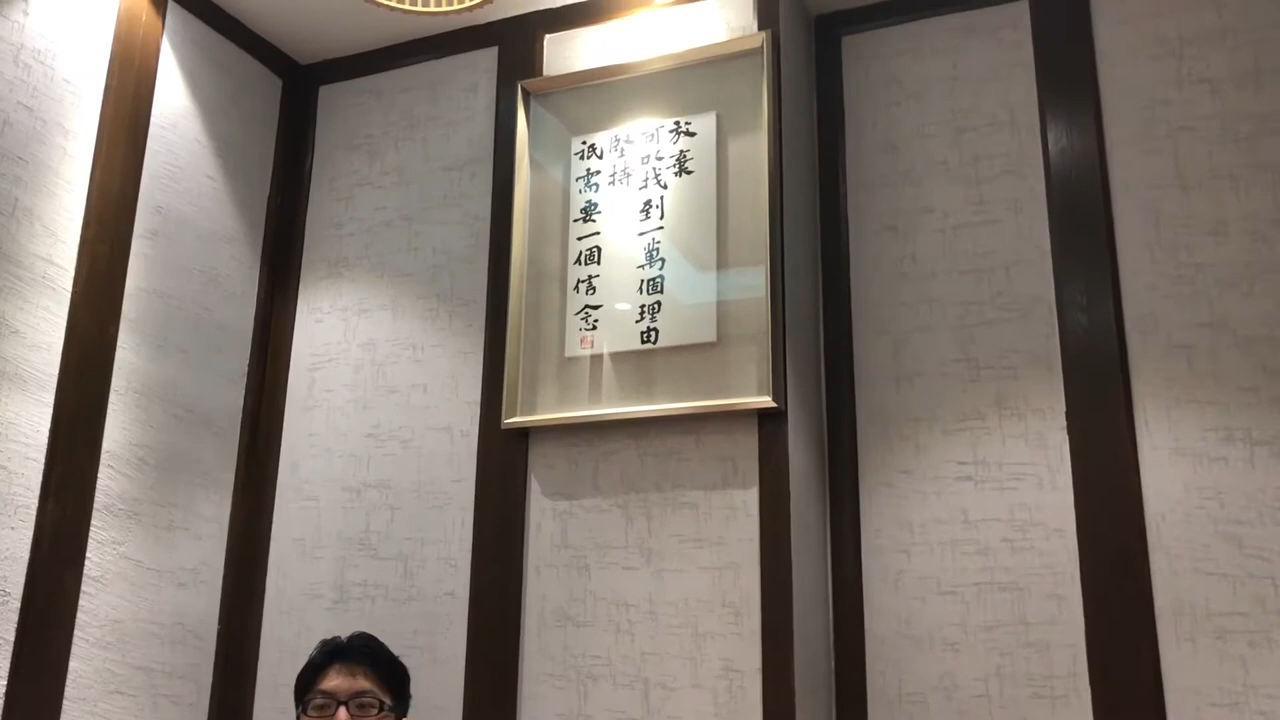 放棄
可以找到一萬個理由
堅持
祇需要一個信念